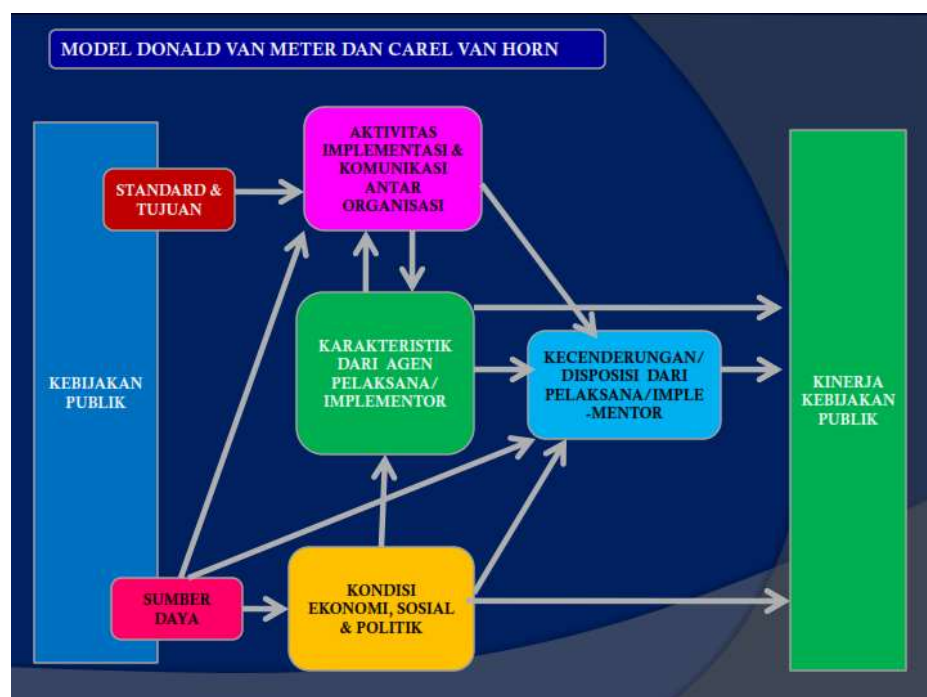 MODEL DONALD VAN METER DAN CAREL VAN HORN
AKTIVITAS
IMPLEMENTASI &
KOMUNIKASI
ANTAR
ORGANISASI
STANDARD &
TUJUAN
KARAKTERISTIK
DARI AGEN
PELAKSANA/
IMPLEMENTOR
KECENDERUNGAN/
DISPOSISI DARI
PELAKSANA/IMPLE
-MENTOR
KEBIJAKAN
PUBLIK
KINERJA
KEBIJAKAN
PUBLIK
SUMBER
DAYA
KONDISI
EKONOMI, SOSIAL
& POLITIK